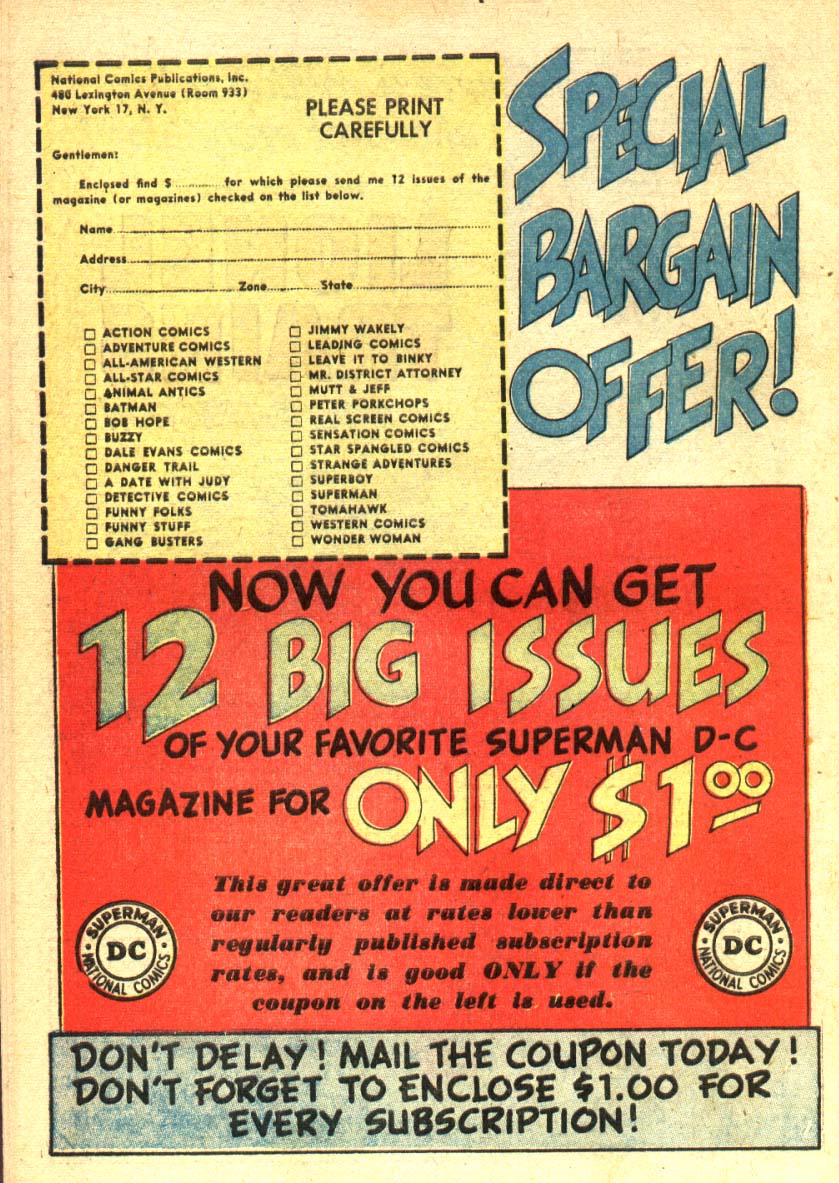 National Comics Publications, Inc.
480 Lexington Avenue (Room 933)
New York 17, N. Y.
PLEASE PRINT
CAREFULLY
Gentlemen:
Enclosed find $ ............ for which please send me 12 issues of the
magazine (or magazines) checked on the list below.
Name
Address
City Zone State
ACTION COMICS
ADVENTURE COMICS
ALL-AMERICAN WESTERN
ALL-STAR COMICS
ANIMAL ANTICS
BATMAN
BOB HOPE
BUZZY
DALE EVANS COMICS
DANGER TRAIL
A DATE WITH JUDY
DETECTIVE COMICS
FUNNY FOLKS
FUNNY STUFF
GANG BUSTERS
JIMMY WAKELY
LEADING COMICS
LEAVE IT TO BINKY
MR. DISTRICT ATTORNEY
MUTT & JEFF
PETER PORKCHOPS
REAL SCREEN COMICS
SENSATION COMICS
STAR SPANGLED COMICS
STRANGE ADVENTURES
SUPERBOY
SUPERMAN
TOMAHAWK
WESTERN COMICS
WONDER WOMAN
SPECIAL
BARGAIN
OFFER!
NOW YOU CAN GET
12 BIG ISSUES
OF YOUR FAVORITE SUPERMAN D-C
MAGAZINE FOR ONLY $1.00
This great offer is made direct to
our readers at rates lower than
regularly published subscription
rates, and is good ONLY if the
coupon on the left is used.
SUPERMAN
DC
NATIONAL COMICS
SUPERMAN
DC
NATIONAL COMICS
DON'T DELAY! MAIL THE COUPON TODAY!
DON'T FORGET TO ENCLOSE $1.00 FOR
EVERY SUBSCRIPTION!